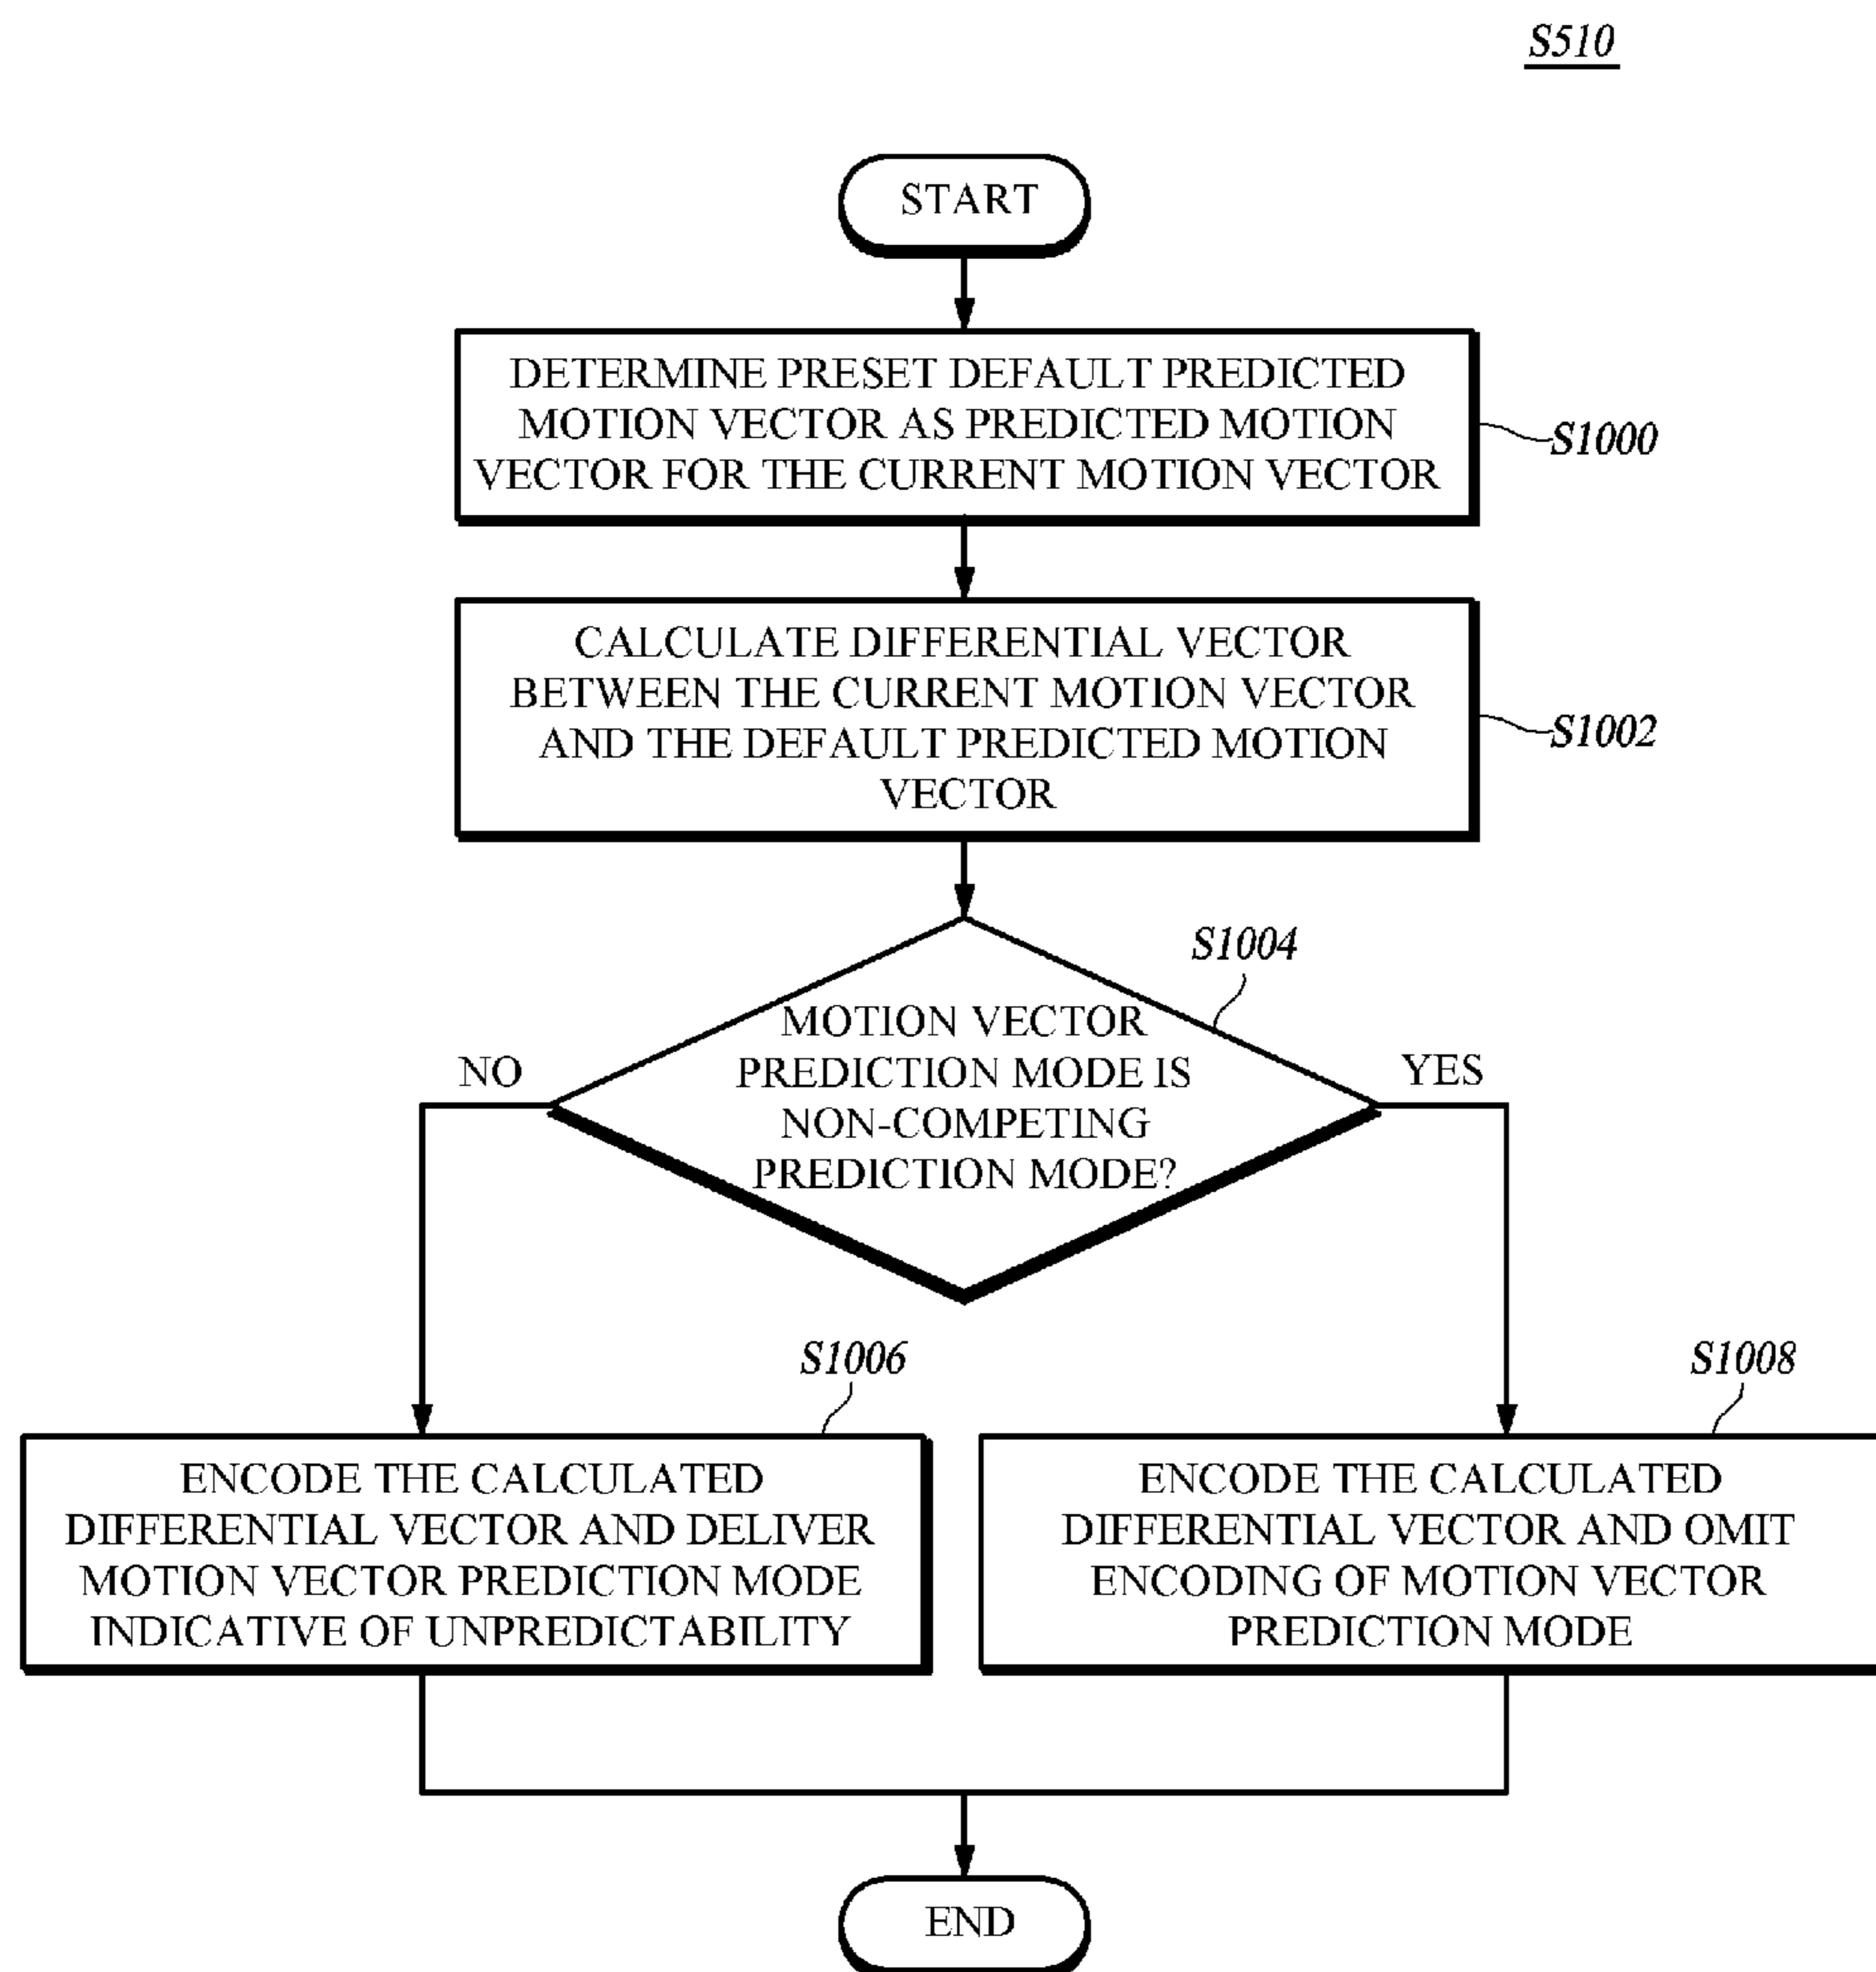 S510
START
DETERMINE PRESET DEFAULT PREDICTED
MOTION VECTOR AS PREDICTED MOTION
VECTOR FOR THE CURRENT MOTION VECTOR
S1000
CALCULATE DIFFERENTIAL VECTOR
BETWEEN THE CURRENT MOTION VECTOR
AND THE DEFAULT PREDICTED MOTION
VECTOR
S1002
S1004
MOTION VECTOR
PREDICTION MODE IS
NON-COMPETING
PREDICTION MODE?
NO
YES
S1006
ENCODE THE CALCULATED
DIFFERENTIAL VECTOR AND DELIVER
MOTION VECTOR PREDICTION MODE
INDICATIVE OF UNPREDICTABILITY
S1008
ENCODE THE CALCULATED
DIFFERENTIAL VECTOR AND OMIT
ENCODING OF MOTION VECTOR
PREDICTION MODE
END